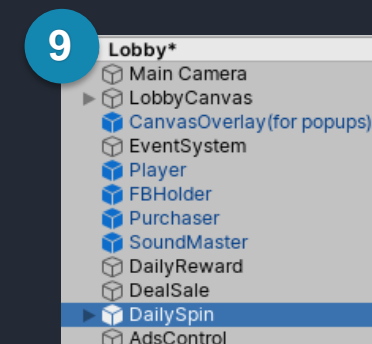 9
Lobby*
Main Camera
LobbyCanvas
CanvasOverlay(for popups)
EventSystem
Player
FBHolder
Purchaser
SoundMaster
DailyReward
DealSale
DailySpin
AdsControl